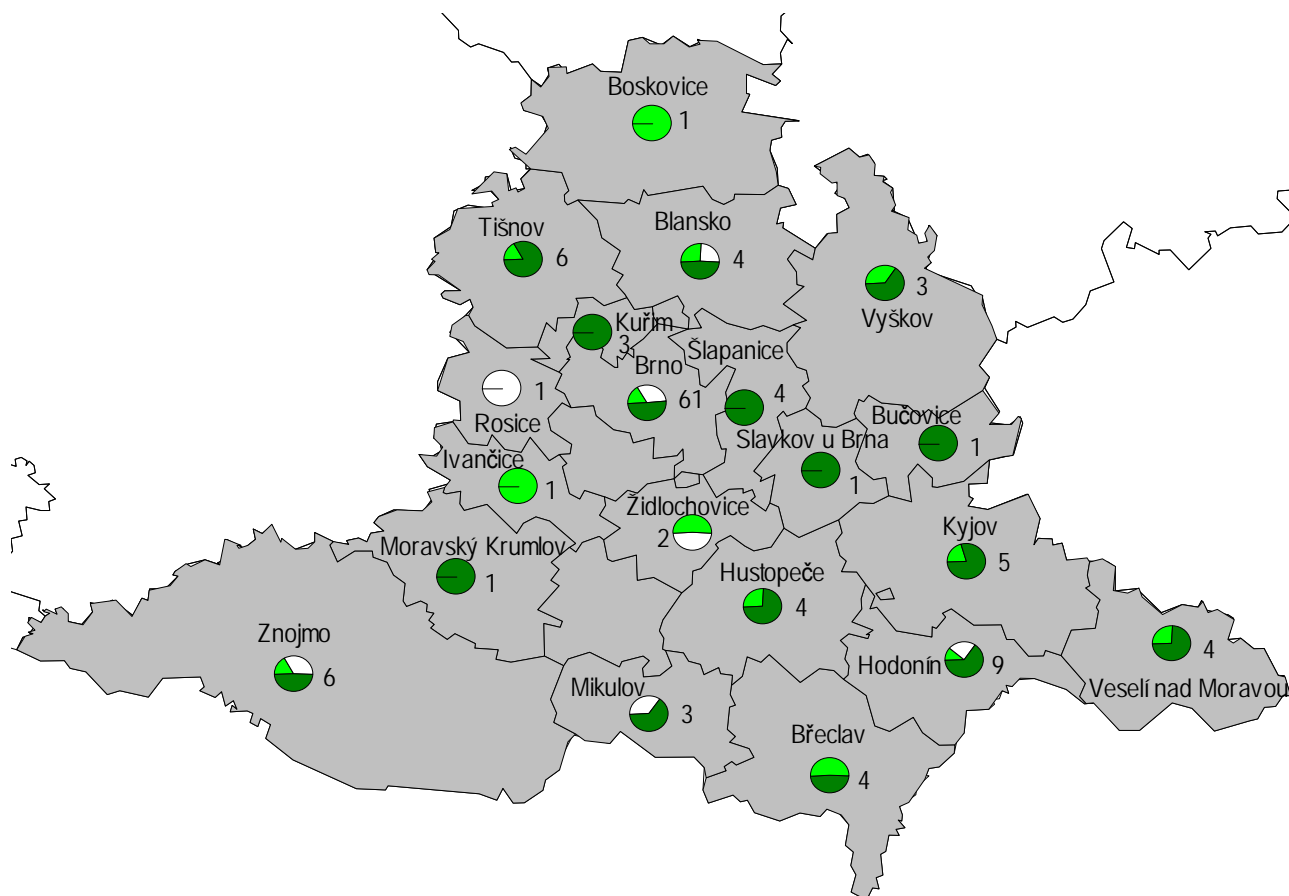 Boskovice
1
Tišnov
6
Blansko
4
3
Vyškov
Kuřim
3
Šlapanice
4
Brno
61
1
Rosice
Bučovice
1
Slavkov u Brna
1
Ivančice
1
Židlochovice
2
Kyjov
5
Moravský Krumlov
1
Hustopeče
4
Znojmo
6
Hodonín
9
4
Veselí nad Moravou
Mikulov
3
Břeclav
4